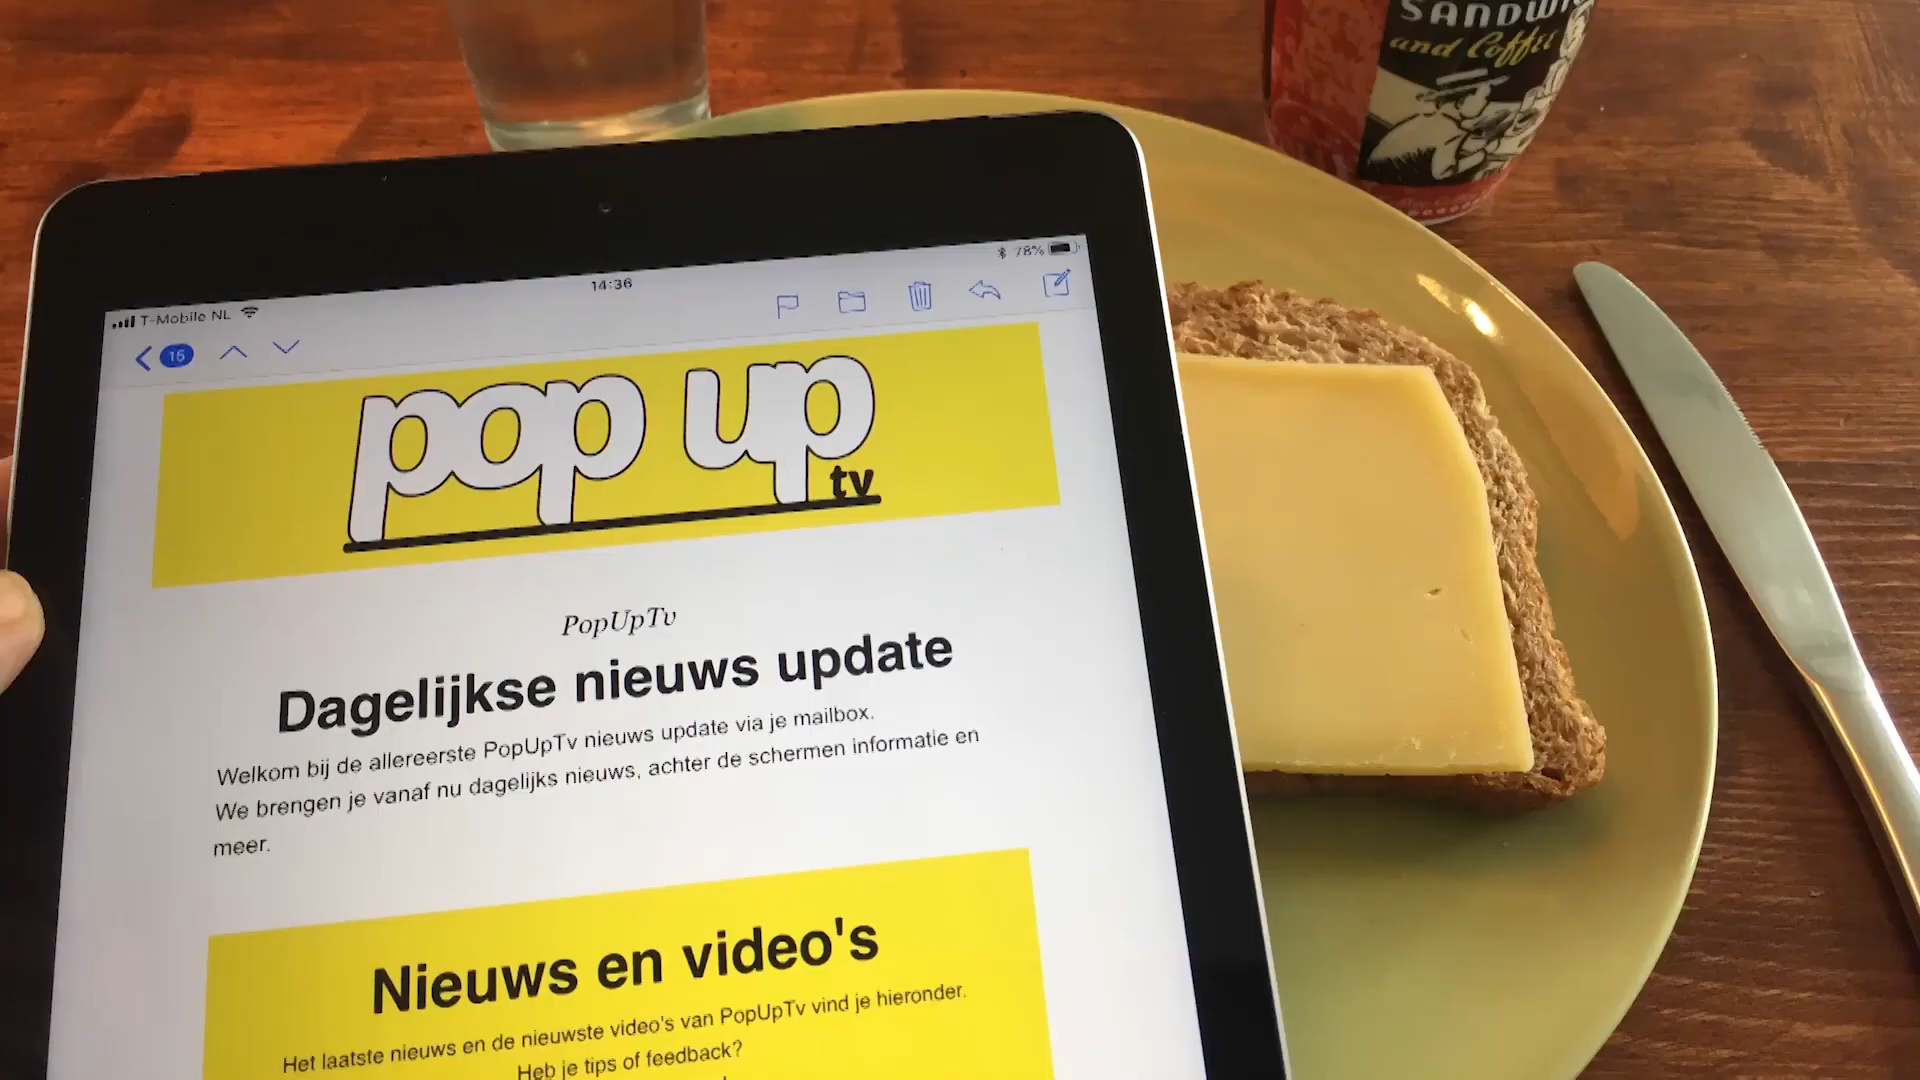 SANDWI
and Coffee
78%
14:36
T-Mobile NL
15
pop up
tv
PopUpTv
Dagelijkse nieuws update
Welkom bij de allereerste PopUpTv nieuws update via je mailbox.
We brengen je vanaf nu dagelijks nieuws, achter de schermen informatie en
meer.
Nieuws en video's
Het laatste nieuws en de nieuwste video's van PopUpTv vind je hieronder.
Heb je tips of feedback?